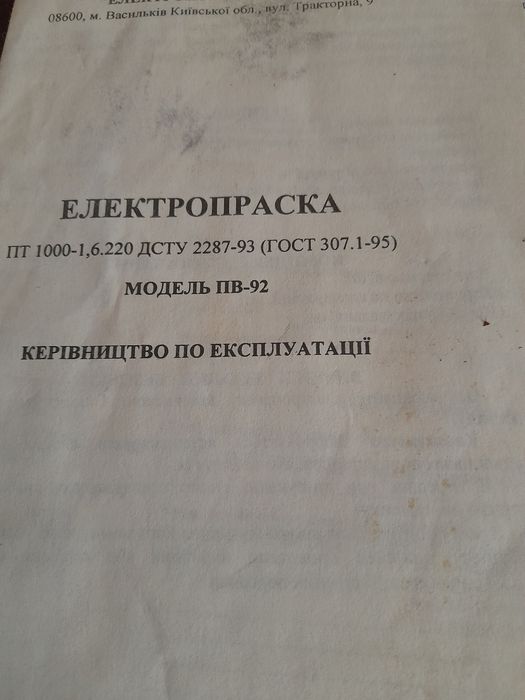 08600, м. Васильків Київської обл., вул. Тракторна, 9
ЕЛЕКТРОПРАСКА
ПТ 1000-1,6.220 ДСТУ 2287-93 (ГОСТ 307.1-95)
МОДЕЛЬ ПВ-92
КЕРІВНИЦТВО ПО ЕКСПЛУАТАЦІЇ